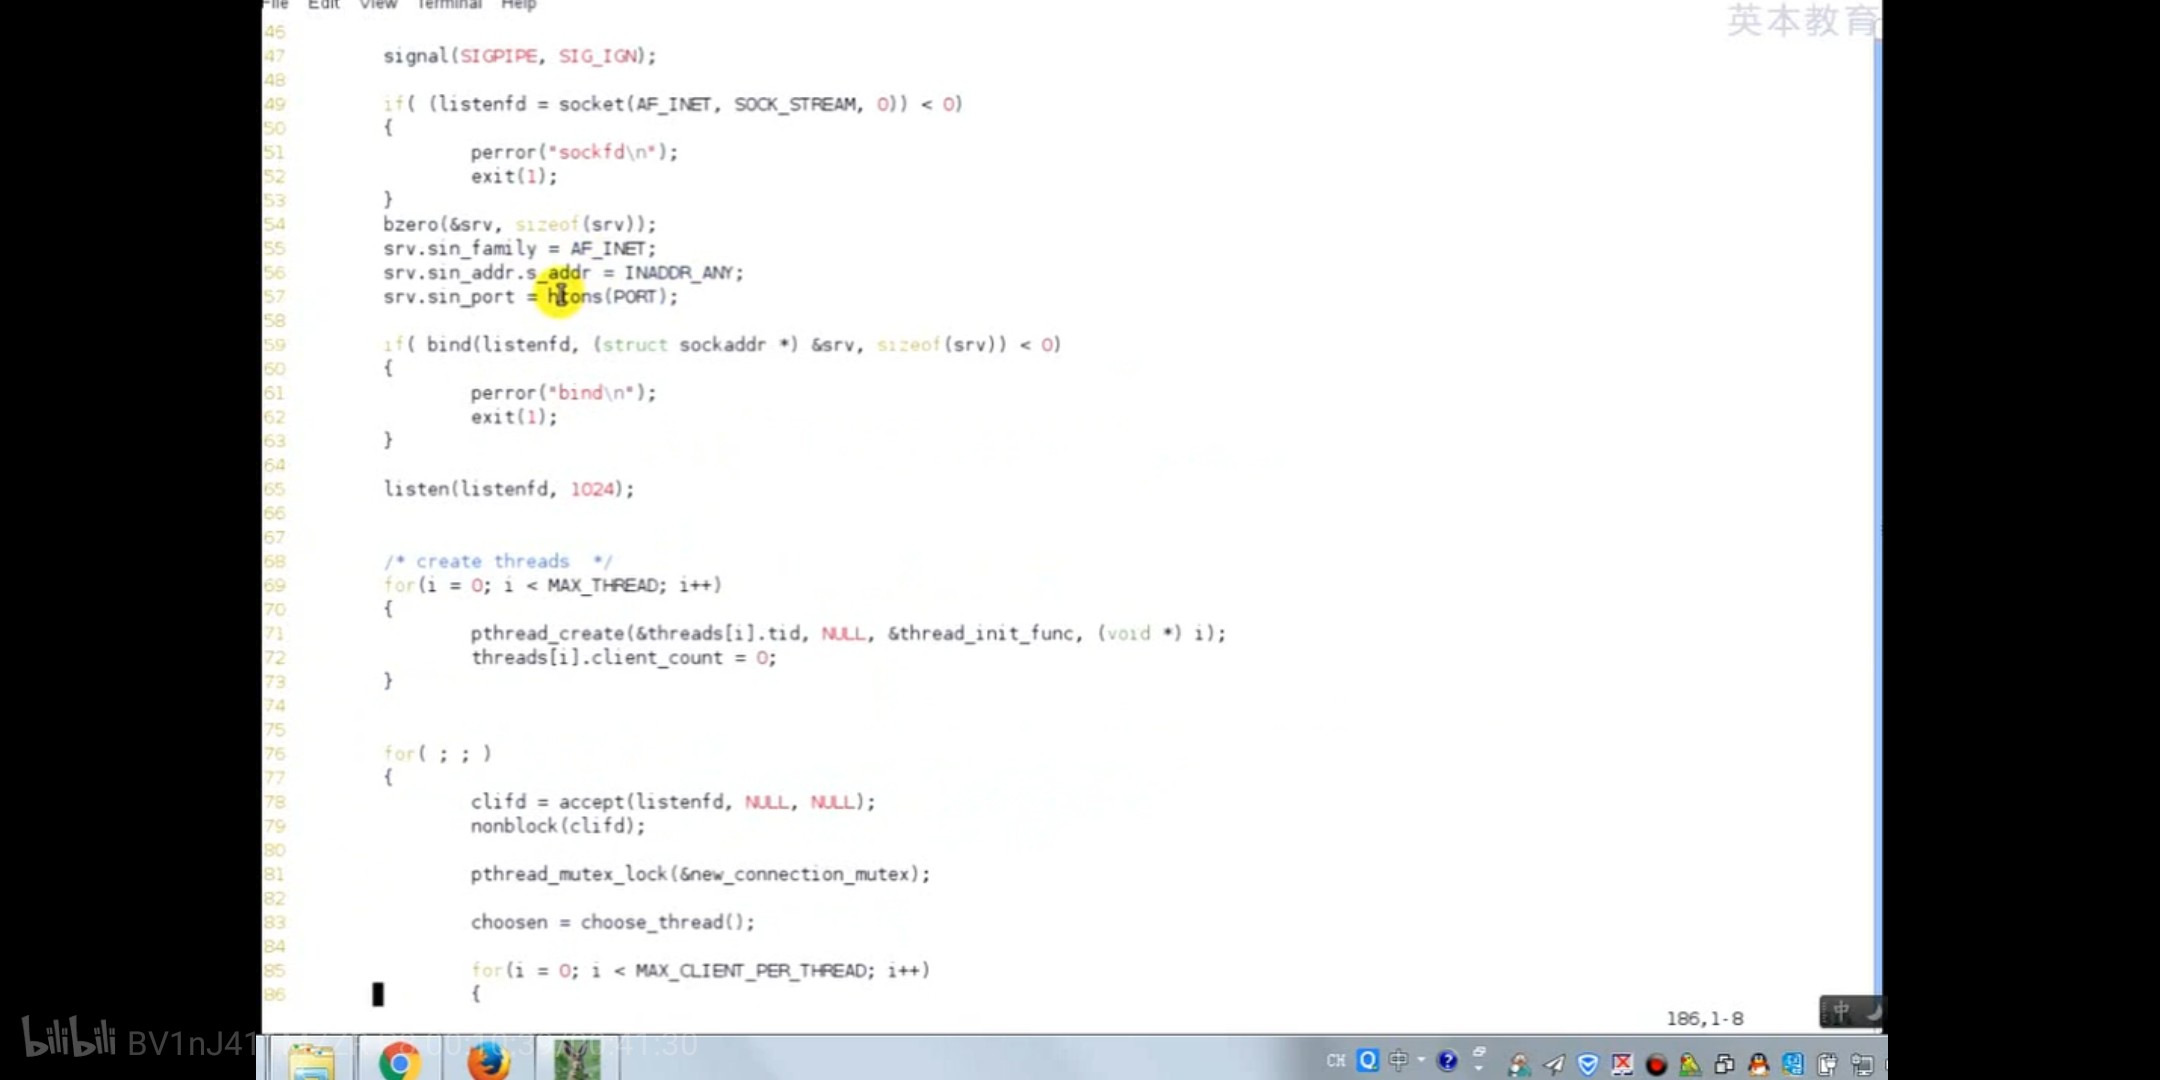 File Edit View Terminal Help
英本教育
46
47 signal(SIGPIPE, SIG_IGN);
48
49 if( (listenfd = socket(AF_INET, SOCK_STREAM, 0)) < 0)
50 {
51 perror("sockfd\n");
52 exit(1);
53 }
54 bzero(&srv, sizeof(srv));
55 srv.sin_family = AF_INET;
56 srv.sin_addr.s_addr = INADDR_ANY;
57 srv.sin_port = htons(PORT);
58
59 if( bind(listenfd, (struct sockaddr *) &srv, sizeof(srv)) < 0)
60 {
61 perror("bind\n");
62 exit(1);
63 }
64
65 listen(listenfd, 1024);
66
67
68 /* create threads  */
69 for(i = 0; i < MAX_THREAD; i++)
70 {
71 pthread_create(&threads[i].tid, NULL, &thread_init_func, (void *) i);
72 threads[i].client_count = 0;
73 }
74
75
76 for( ; ; )
77 {
78 clifd = accept(listenfd, NULL, NULL);
79 nonblock(clifd);
80
81 pthread_mutex_lock(&new_connection_mutex);
82
83 choosen = choose_thread();
84
85 for(i = 0; i < MAX_CLIENT_PER_THREAD; i++)
86 {
186,1-8
中
bilibili BV1nJ41
CH 中